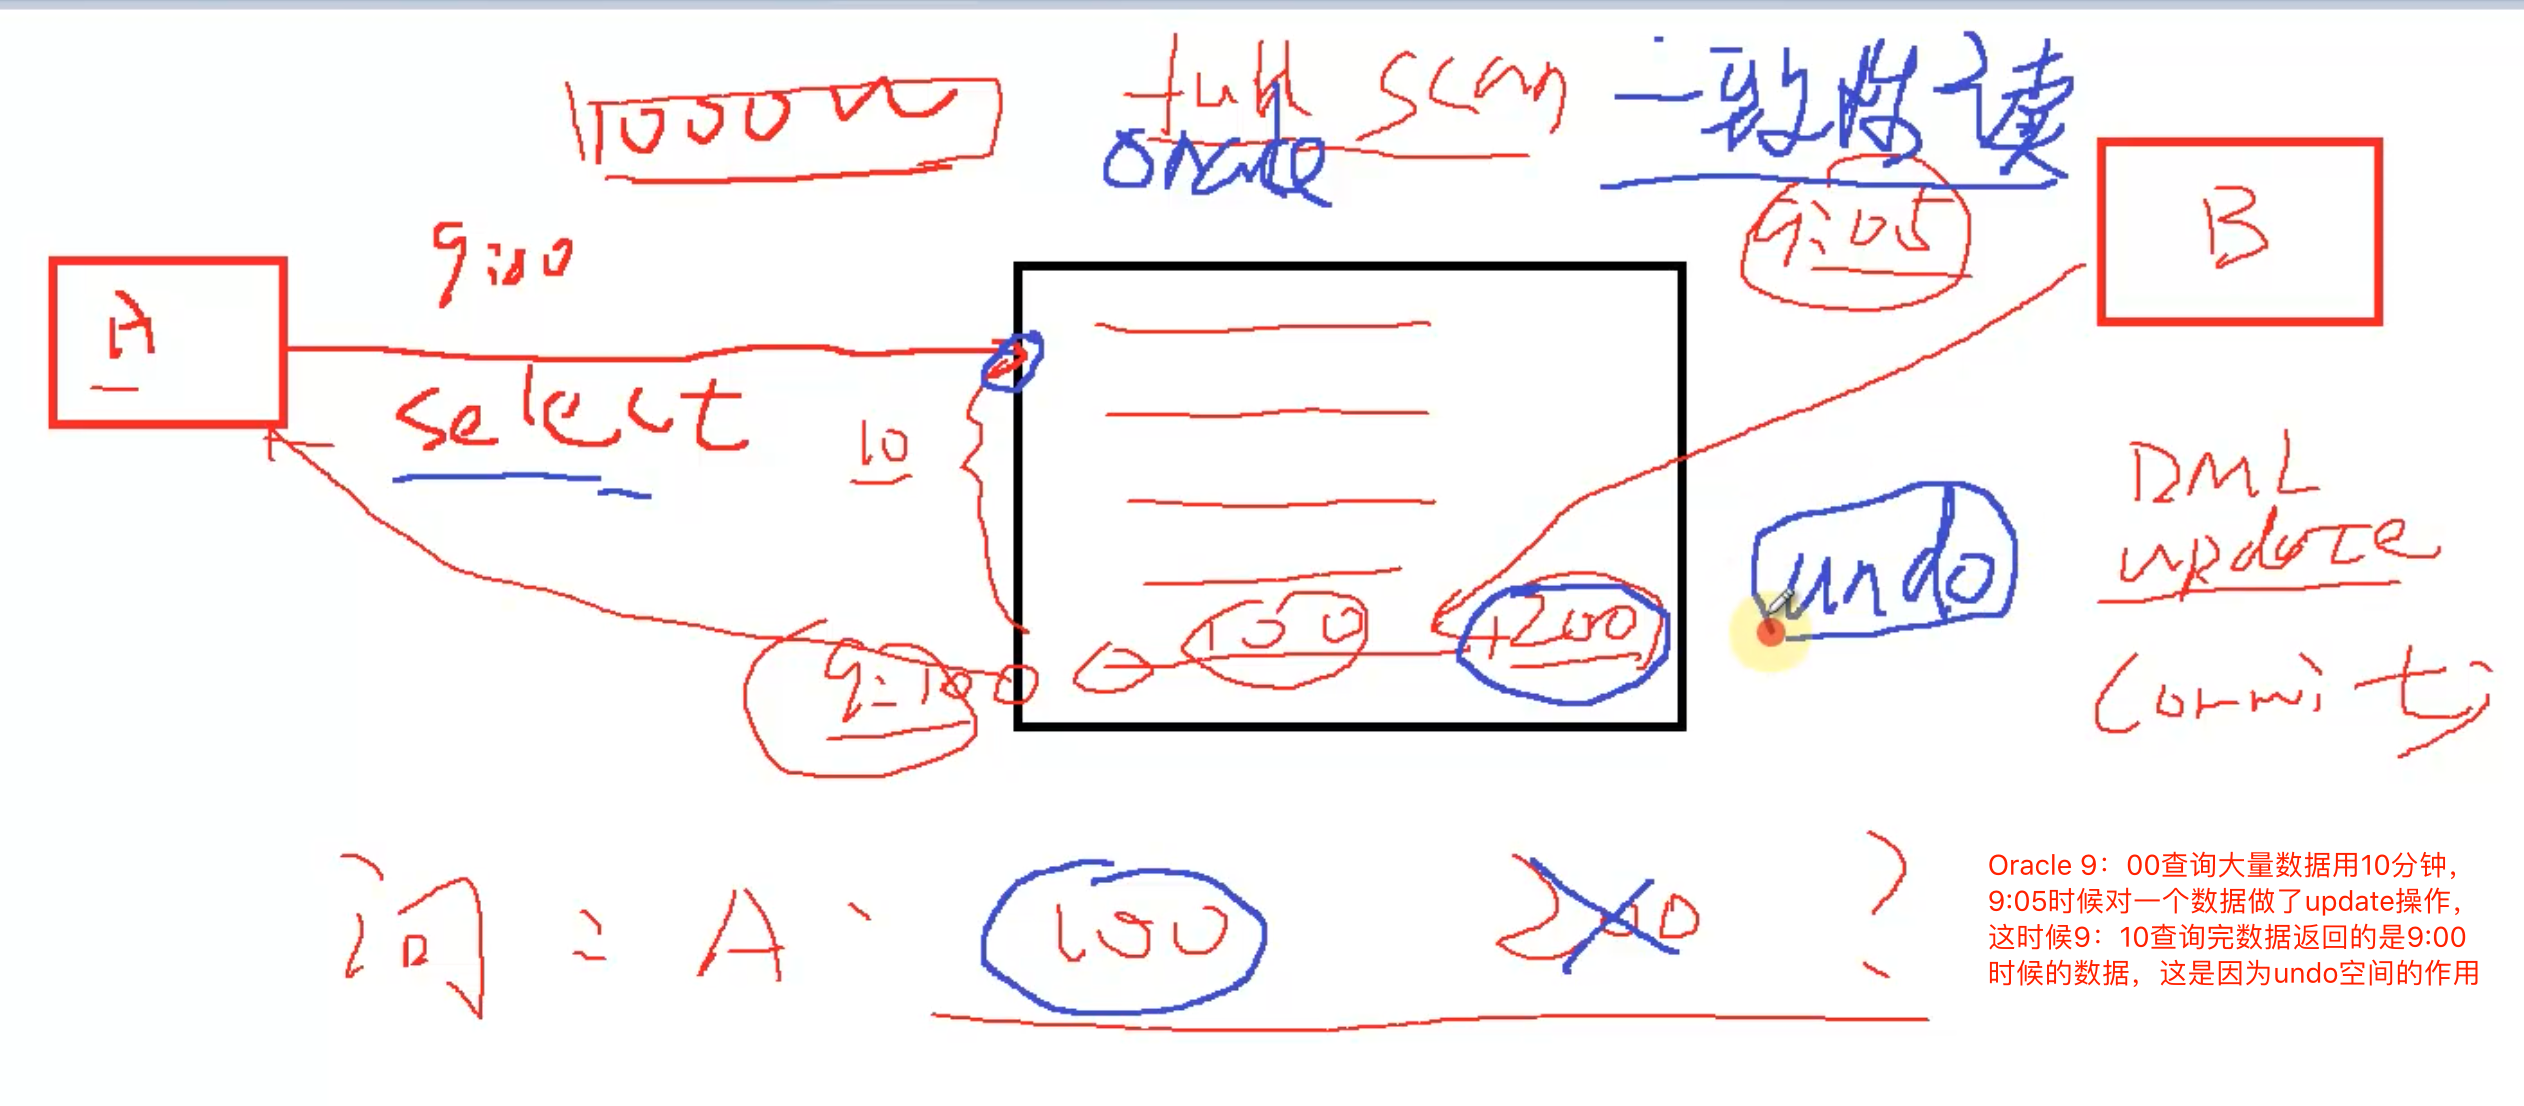 1000W
full scan
一致性读
oracle
9:05
B
9:00
A
select
10
DML
update
undo
100
200
commit;
9:10
问: A: 100 200 ?
Oracle 9：00查询大量数据用10分钟，
9:05时候对一个数据做了update操作，
这时候9：10查询完数据返回的是9:00
时候的数据，这是因为undo空间的作用